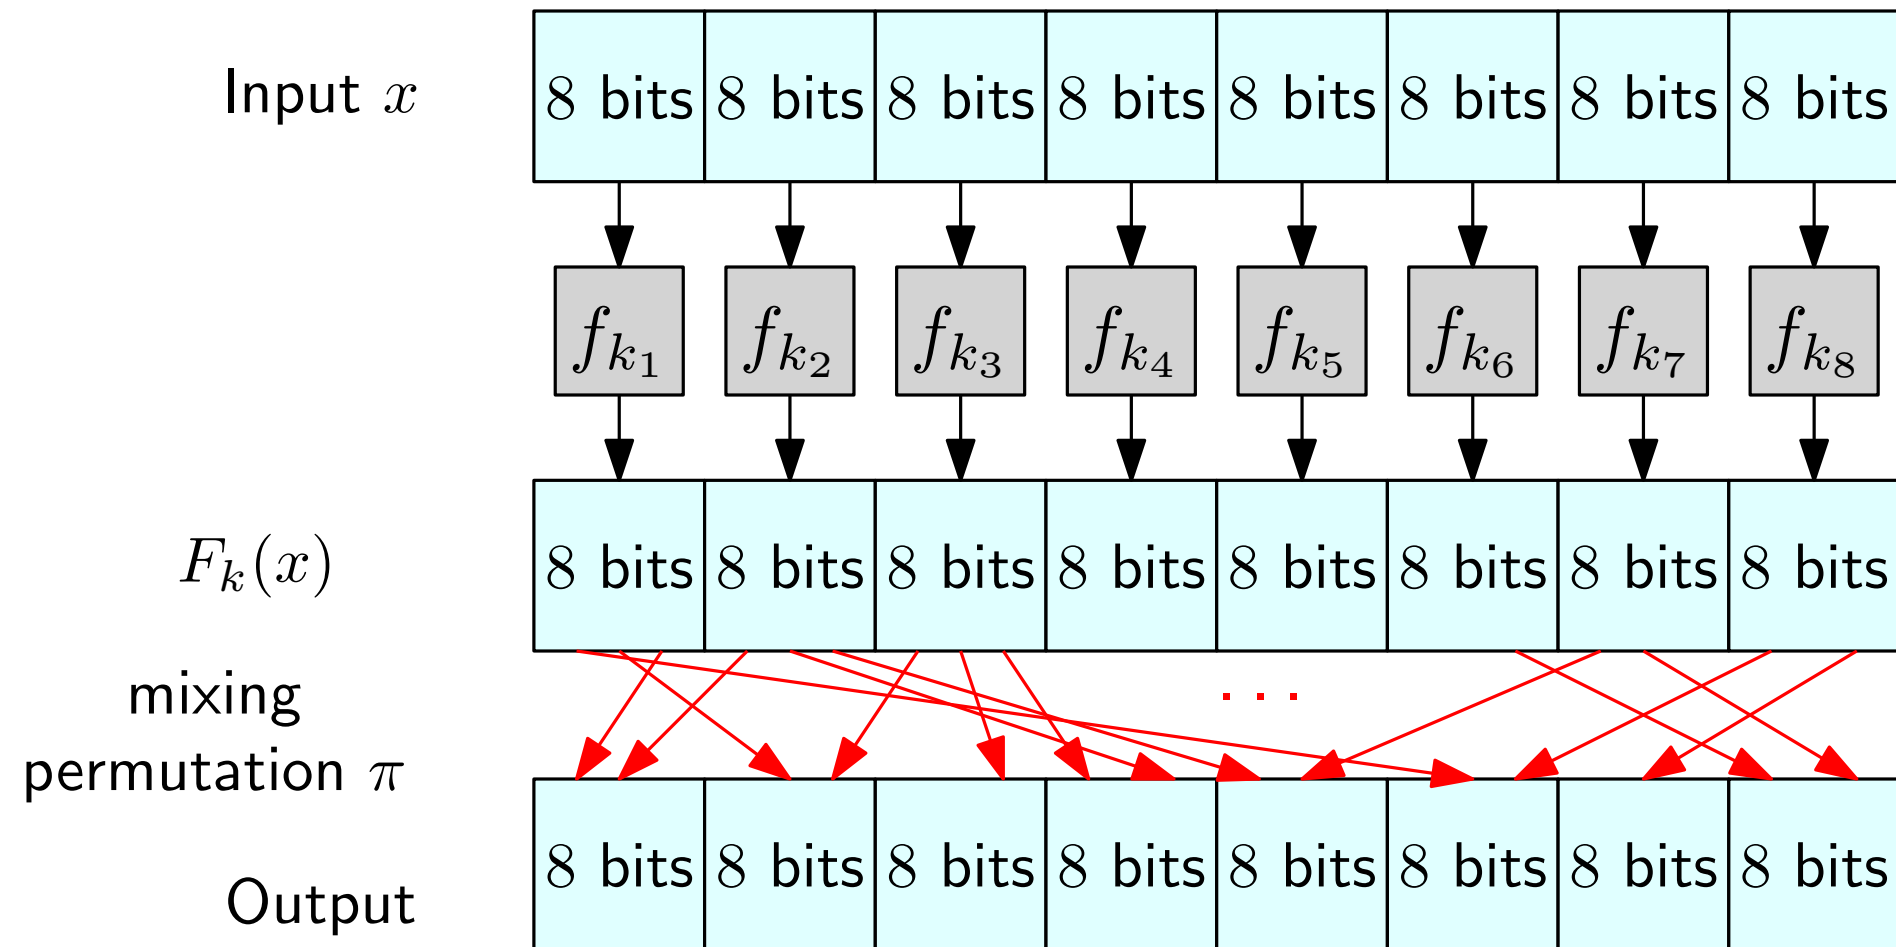 Input x 8 bits 8 bits 8 bits 8 bits 8 bits 8 bits 8 bits 8 bits
f_{k_1} f_{k_2} f_{k_3} f_{k_4} f_{k_5} f_{k_6} f_{k_7} f_{k_8}
F_k(x) 8 bits 8 bits 8 bits 8 bits 8 bits 8 bits 8 bits 8 bits
mixing . . .
permutation π
Output 8 bits 8 bits 8 bits 8 bits 8 bits 8 bits 8 bits 8 bits